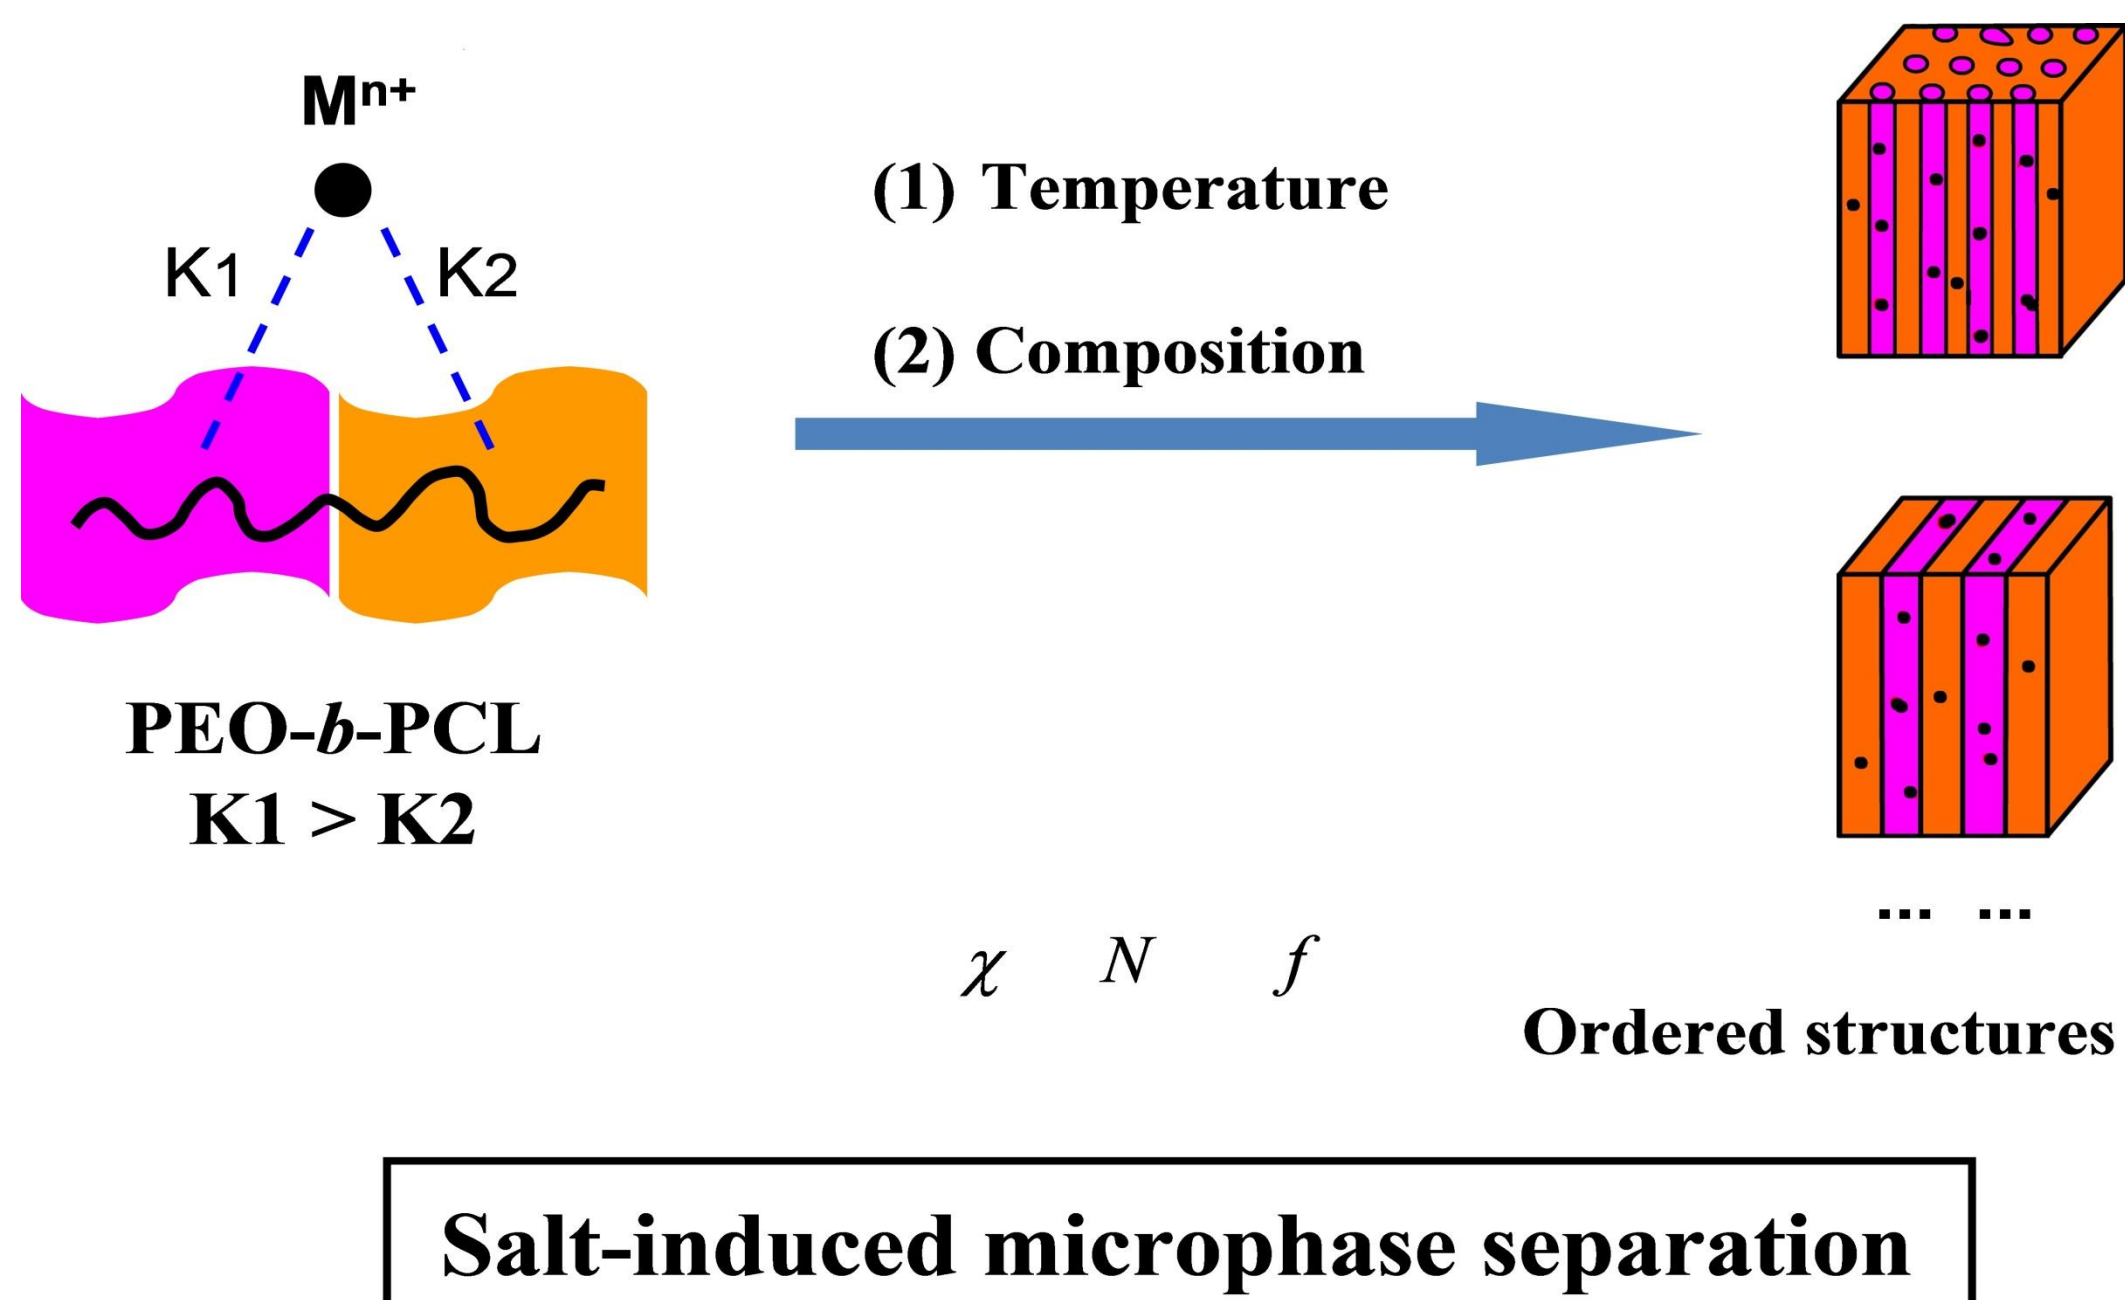 Mn+
K1 K2
(1) Temperature
(2) Composition
PEO-b-PCL
K1 > K2
... ...
χ N f
Ordered structures
Salt-induced microphase separation